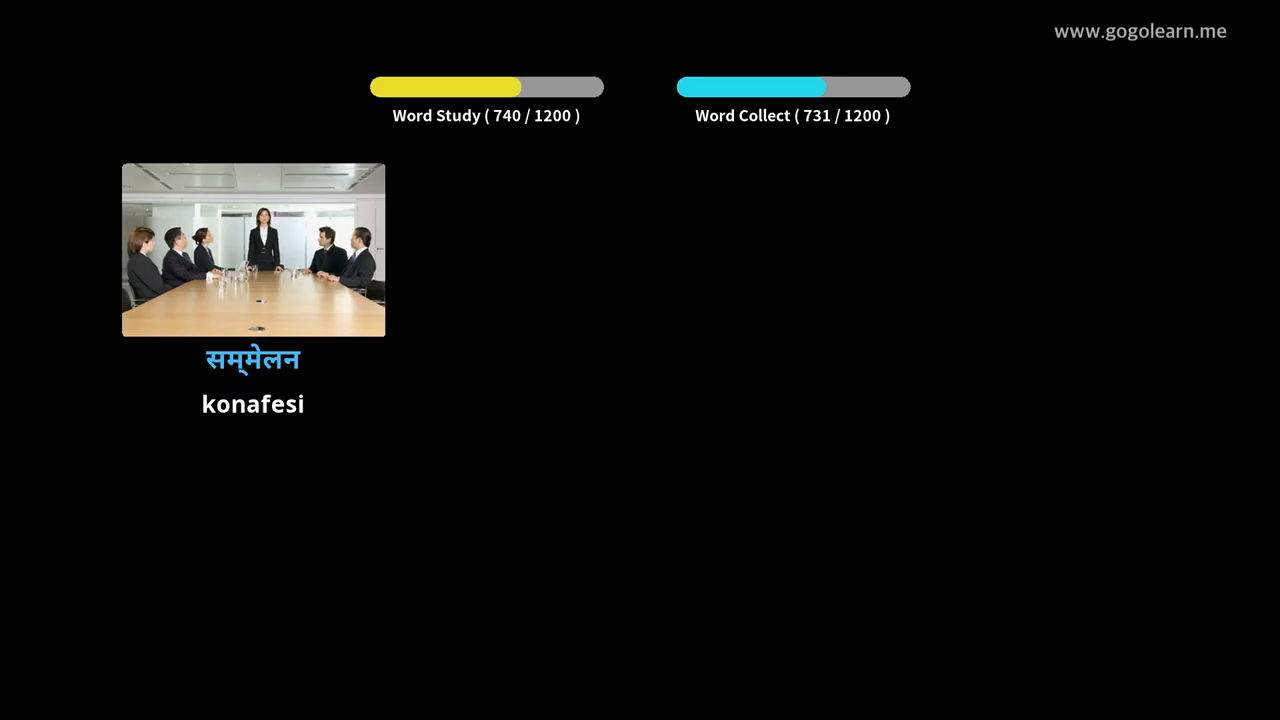 www.gogolearn.me
Word Study ( 740 / 1200 )
Word Collect ( 731 / 1200 )
सम्मेलन
konafesi